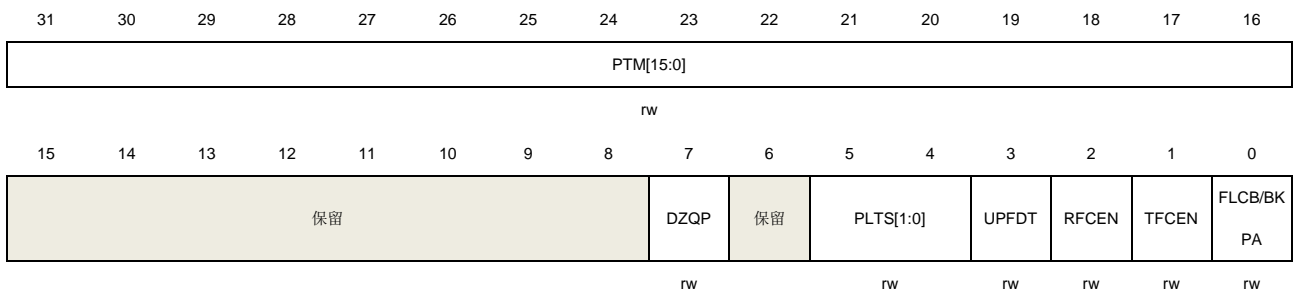 31 30 29 28 27 26 25 24 23 22 21 20 19 18 17 16
PTM[15:0]
rw
15 14 13 12 11 10 9 8 7 6 5 4 3 2 1 0
保留 DZQP 保留 PLTS[1:0] UPFDT RFCEN TFCEN FLCB/BK
PA
rw rw rw rw rw rw